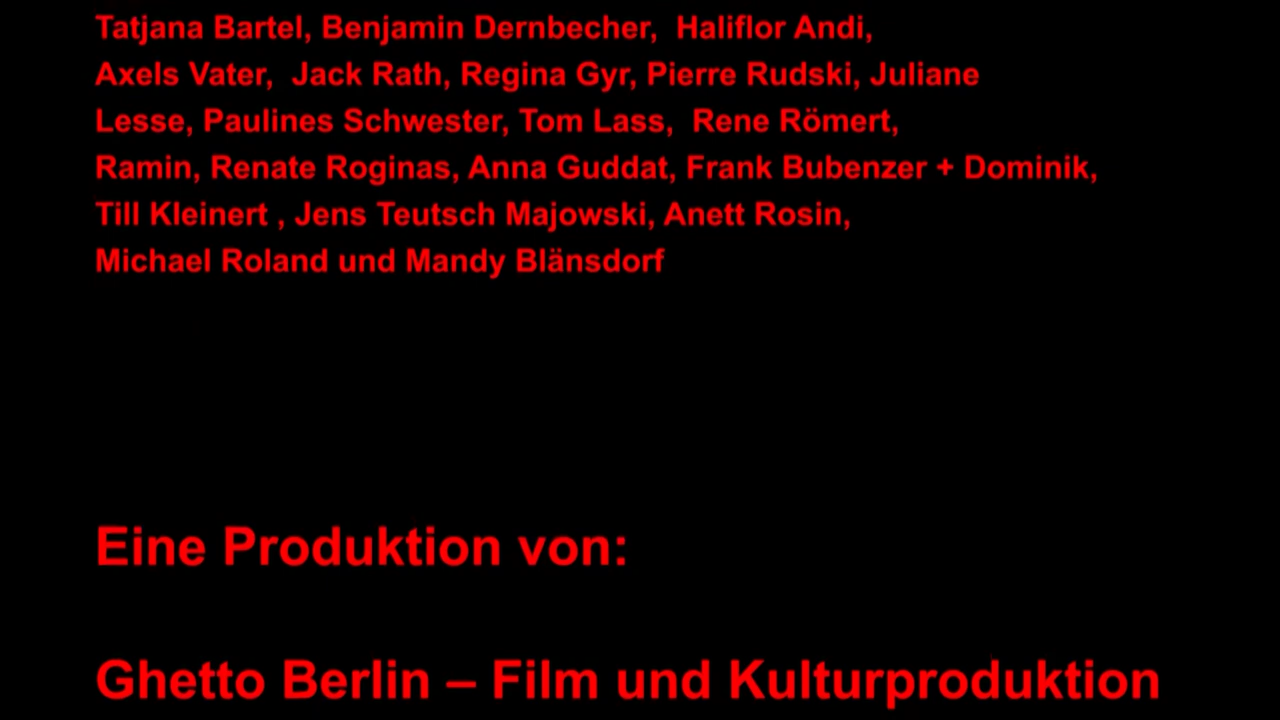 Tatjana Bartel, Benjamin Dernbecher,  Haliflor Andi,
Axels Vater,  Jack Rath, Regina Gyr, Pierre Rudski, Juliane
Lesse, Paulines Schwester, Tom Lass,  Rene Römert,
Ramin, Renate Roginas, Anna Guddat, Frank Bubenzer + Dominik,
Till Kleinert , Jens Teutsch Majowski, Anett Rosin,
Michael Roland und Mandy Blänsdorf
Eine Produktion von:
Ghetto Berlin – Film und Kulturproduktion